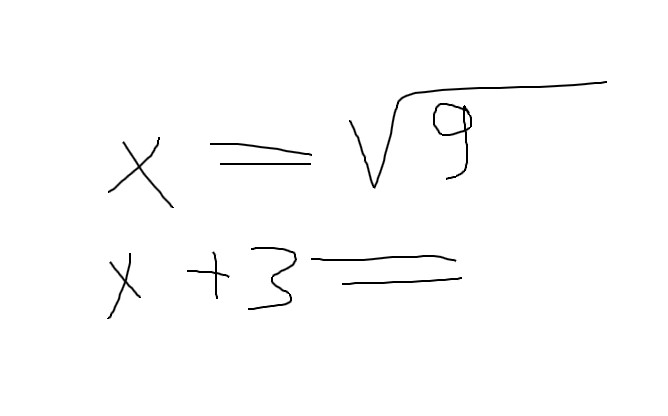 x = √9
x + 3 =